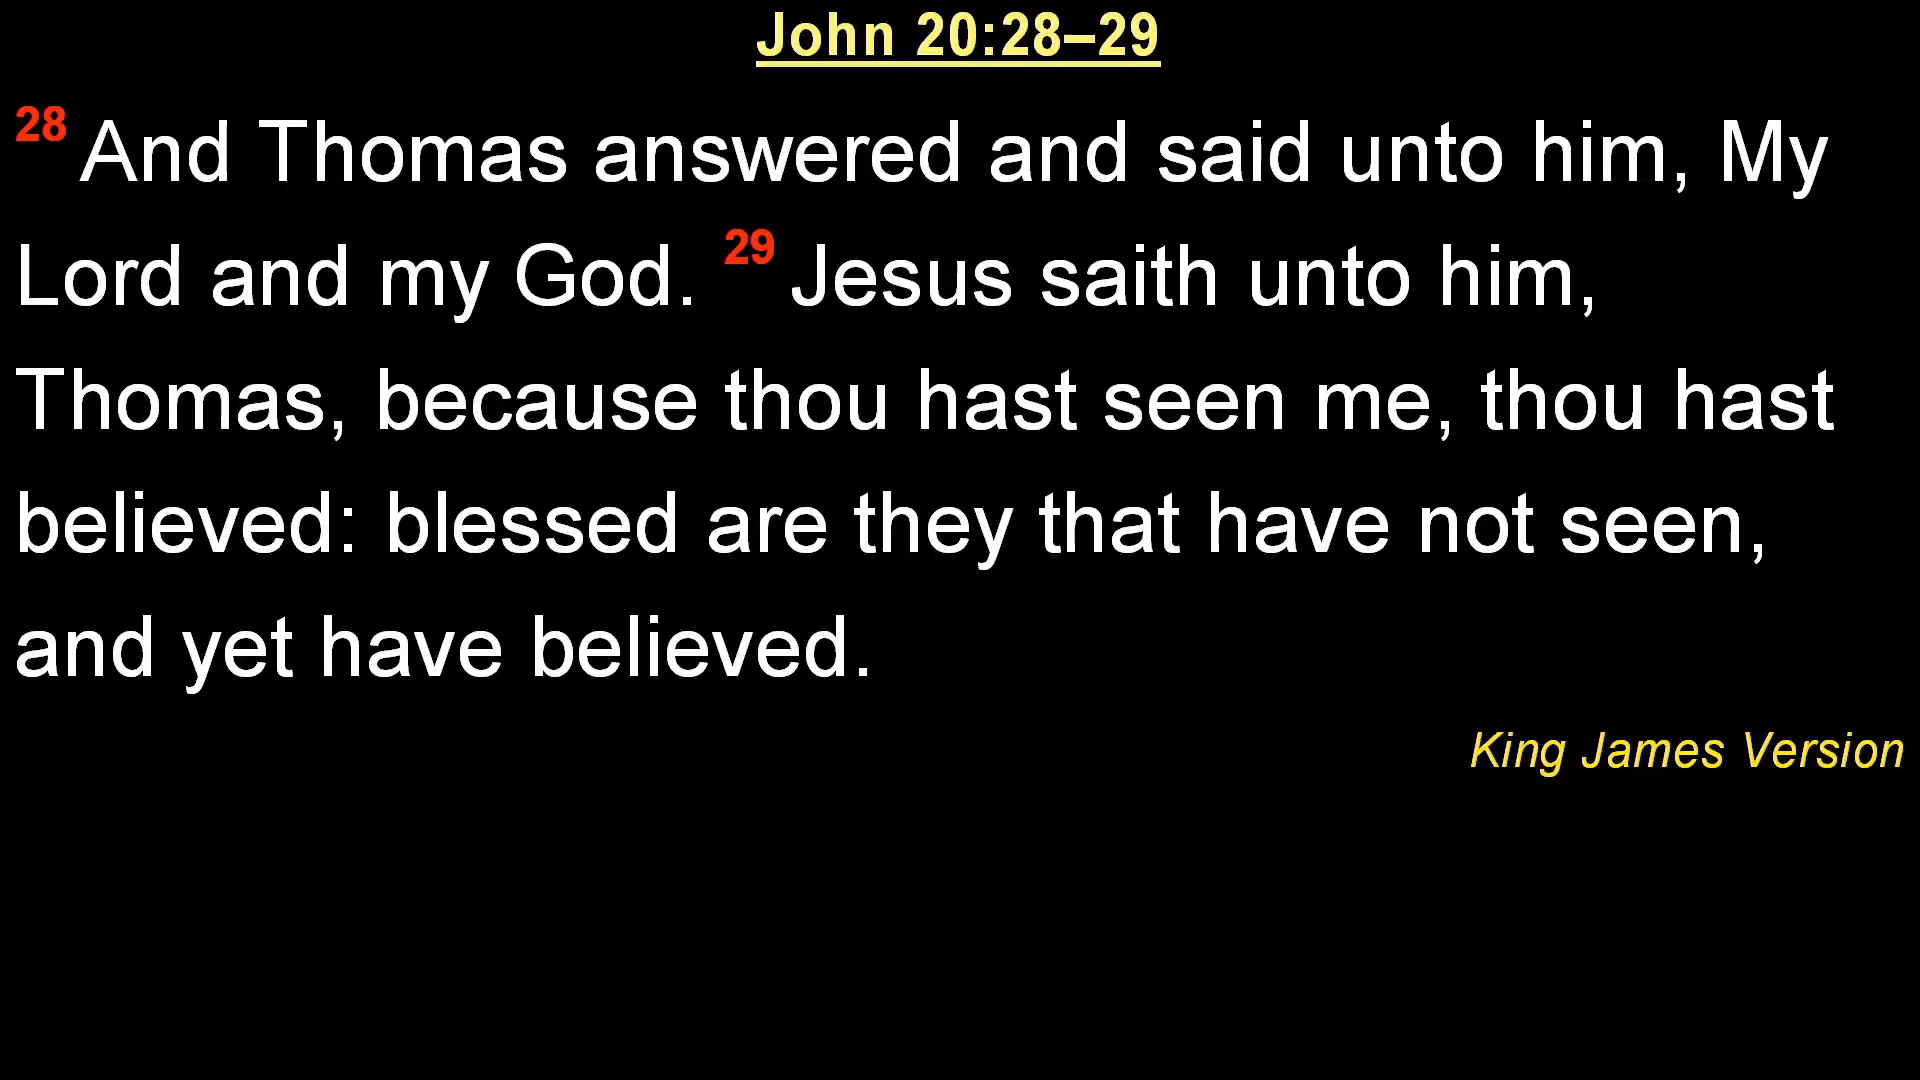 John 20:28–29
28 And Thomas answered and said unto him, My
Lord and my God. 29 Jesus saith unto him,
Thomas, because thou hast seen me, thou hast
believed: blessed are they that have not seen,
and yet have believed.
King James Version